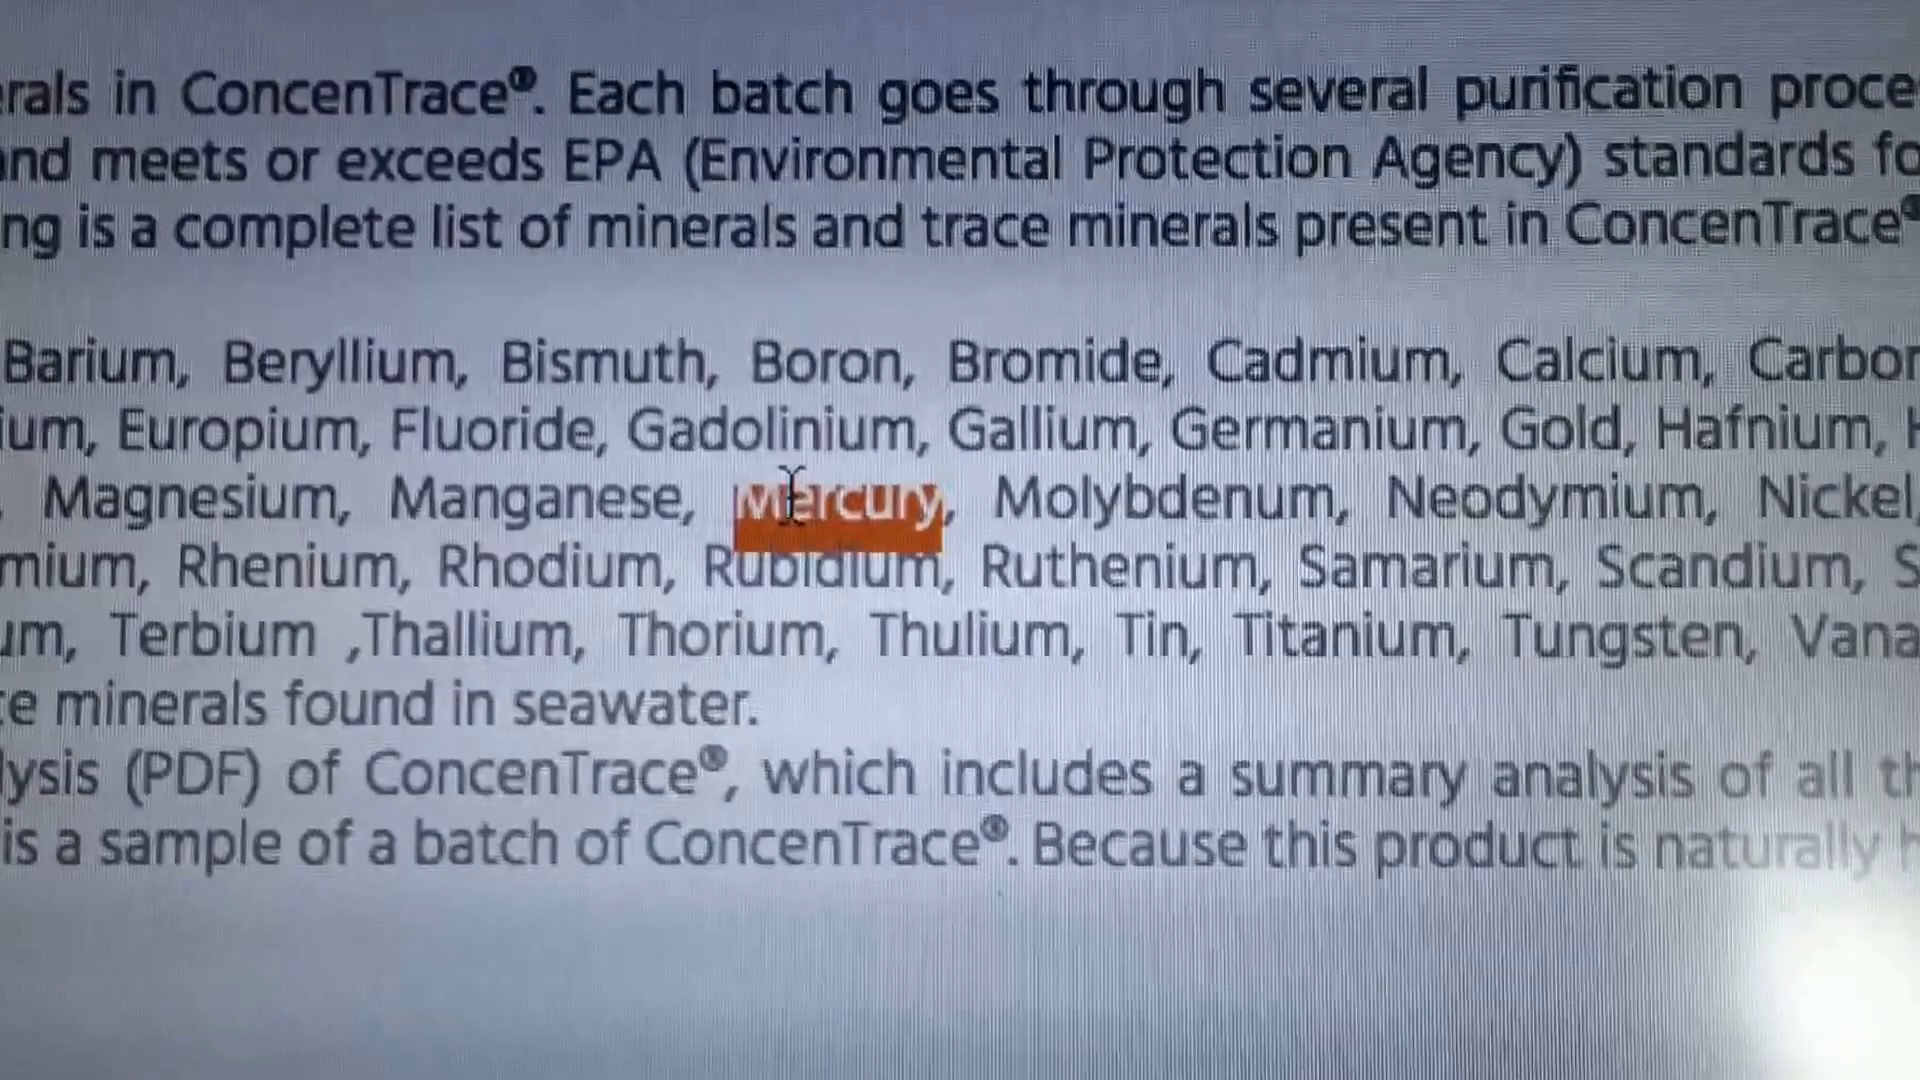 rals in ConcenTrace®. Each batch goes through several purification proce
and meets or exceeds EPA (Environmental Protection Agency) standards fo
ng is a complete list of minerals and trace minerals present in ConcenTrace®
Barium, Beryllium, Bismuth, Boron, Bromide, Cadmium, Calcium, Carbon
ium, Europium, Fluoride, Gadolinium, Gallium, Germanium, Gold, Hafnium, H
, Magnesium, Manganese, Mercury, Molybdenum, Neodymium, Nickel,
mium, Rhenium, Rhodium, Rubidium, Ruthenium, Samarium, Scandium, S
um, Terbium ,Thallium, Thorium, Thulium, Tin, Titanium, Tungsten, Vana
e minerals found in seawater.
lysis (PDF) of ConcenTrace®, which includes a summary analysis of all th
is a sample of a batch of ConcenTrace®. Because this product is naturally h